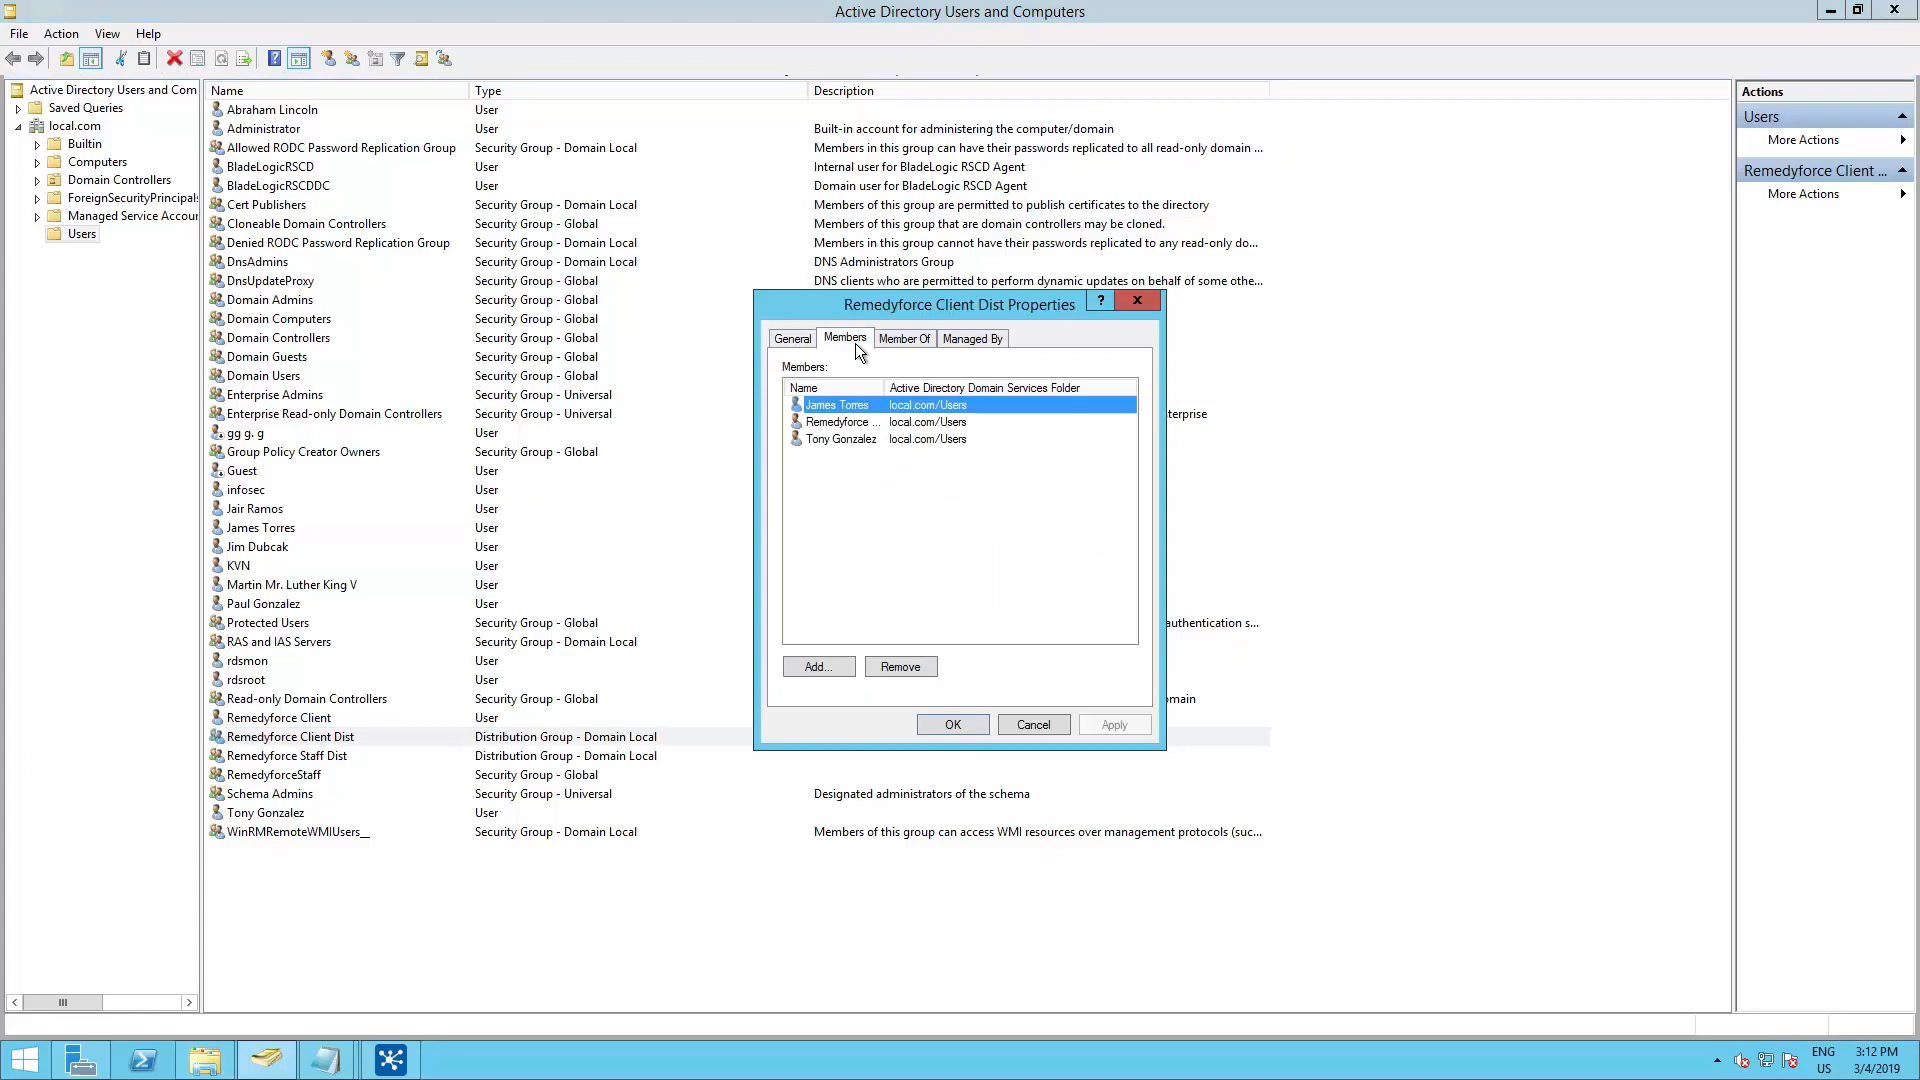 Active Directory Users and Computers
File Action View Help
Active Directory Users and Com
Saved Queries
local.com
Builtin
Computers
Domain Controllers
ForeignSecurityPrincipals
Managed Service Accour
Users
Name Type Description
Abraham Lincoln User
Administrator User Built-in account for administering the computer/domain
Allowed RODC Password Replication Group Security Group - Domain Local Members in this group can have their passwords replicated to all read-only domain ...
BladeLogicRSCD User Internal user for BladeLogic RSCD Agent
BladeLogicRSCDDC User Domain user for BladeLogic RSCD Agent
Cert Publishers Security Group - Domain Local Members of this group are permitted to publish certificates to the directory
Cloneable Domain Controllers Security Group - Global Members of this group that are domain controllers may be cloned.
Denied RODC Password Replication Group Security Group - Domain Local Members in this group cannot have their passwords replicated to any read-only do...
DnsAdmins Security Group - Domain Local DNS Administrators Group
DnsUpdateProxy Security Group - Global DNS clients who are permitted to perform dynamic updates on behalf of some othe...
Domain Admins Security Group - Global
Domain Computers Security Group - Global
Domain Controllers Security Group - Global
Domain Guests Security Group - Global
Domain Users Security Group - Global
Enterprise Admins Security Group - Universal
Enterprise Read-only Domain Controllers Security Group - Universal terprise
gg g. g User
Group Policy Creator Owners Security Group - Global
Guest User
infosec User
Jair Ramos User
James Torres User
Jim Dubcak User
KVN User
Martin Mr. Luther King V User
Paul Gonzalez User
Protected Users Security Group - Global authentication s...
RAS and IAS Servers Security Group - Domain Local
rdsmon User
rdsroot User
Read-only Domain Controllers Security Group - Global omain
Remedyforce Client User
Remedyforce Client Dist Distribution Group - Domain Local
Remedyforce Staff Dist Distribution Group - Domain Local
RemedyforceStaff Security Group - Global
Schema Admins Security Group - Universal Designated administrators of the schema
Tony Gonzalez User
WinRMRemoteWMIUsers__ Security Group - Domain Local Members of this group can access WMI resources over management protocols (suc...
Remedyforce Client Dist Properties ? X
General Members Member Of Managed By
Members:
Name Active Directory Domain Services Folder
James Torres local.com/Users
Remedyforce ... local.com/Users
Tony Gonzalez local.com/Users
Add... Remove
OK Cancel Apply
Actions
Users
More Actions
Remedyforce Client ...
More Actions
ENG 3:12 PM
US 3/4/2019